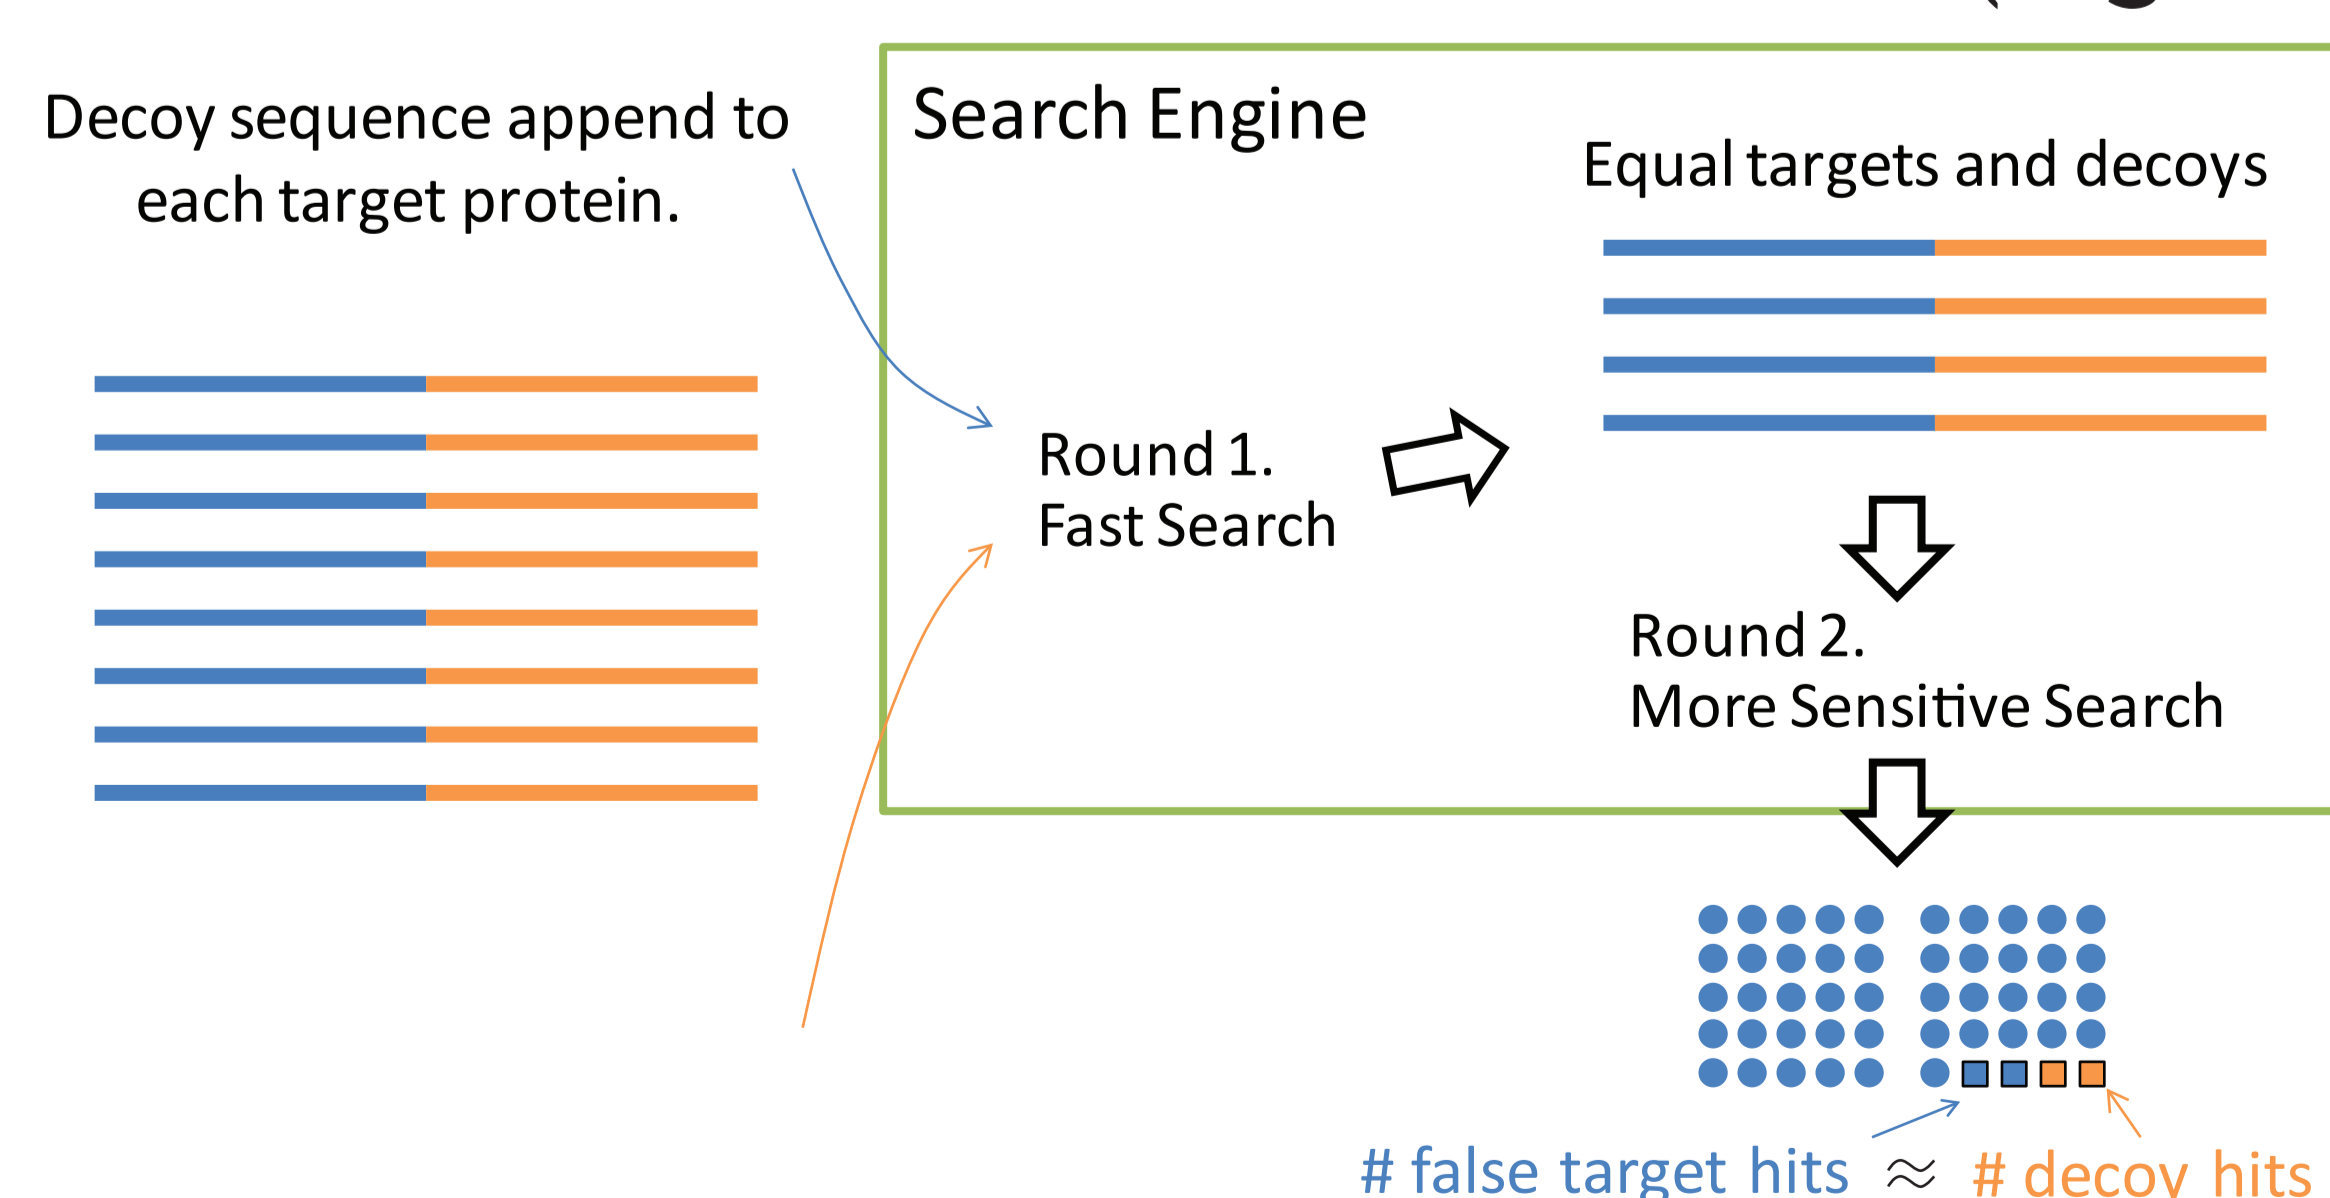 Decoy sequence append to
each target protein.
Search Engine
Equal targets and decoys
Round 1.
Fast Search
Round 2.
More Sensitive Search
# false target hits ≈ # decoy hits